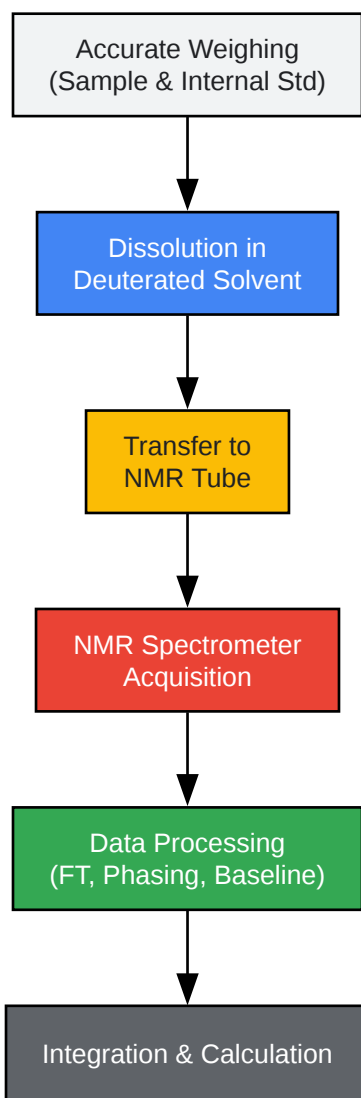 Accurate Weighing
(Sample & Internal Std)
Dissolution in
Deuterated Solvent
Transfer to
NMR Tube
NMR Spectrometer
Acquisition
Data Processing
(FT, Phasing, Baseline)
Integration & Calculation